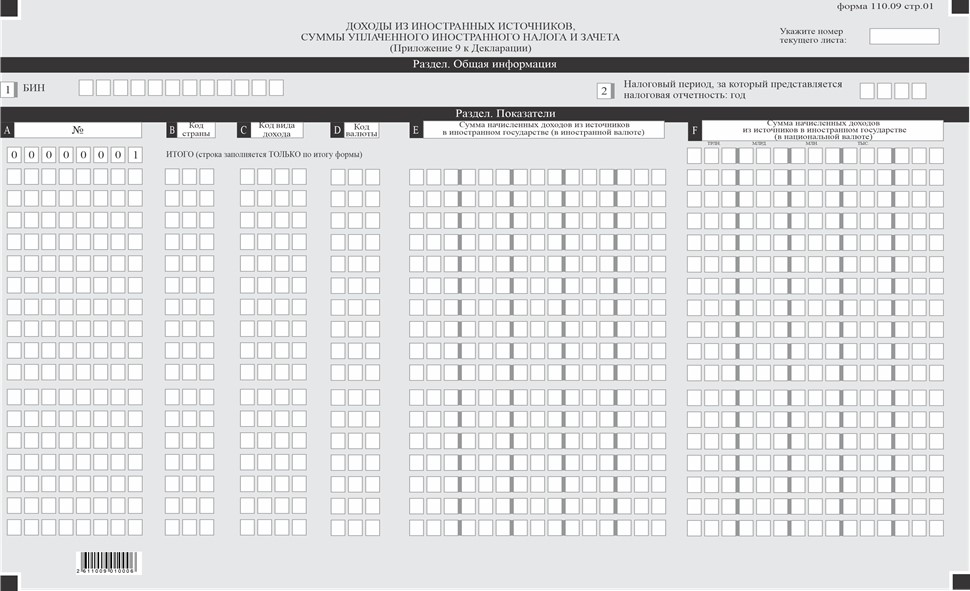 форма 110.09 стр.01
ДОХОДЫ ИЗ ИНОСТРАННЫХ ИСТОЧНИКОВ,
СУММЫ УПЛАЧЕННОГО ИНОСТРАННОГО НАЛОГА И ЗАЧЕТА
(Приложение 9 к Декларации)
Укажите номер
текущего листа:
Раздел. Общая информация
1 БИН
2 Налоговый период, за который представляется
налоговая отчетность: год
Раздел. Показатели
A №
B Код
страны
C Код вида
дохода
D Код
валюты
E Сумма начисленных доходов из источников
в иностранном государстве (в иностранной валюте)
F Сумма начисленных доходов
из источников в иностранном государстве
(в национальной валюте)
ТРЛН. МЛРД. МЛН. ТЫС.
0 0 0 0 0 0 0 1 ИТОГО (строка заполняется ТОЛЬКО по итогу формы)
2 611009 010006